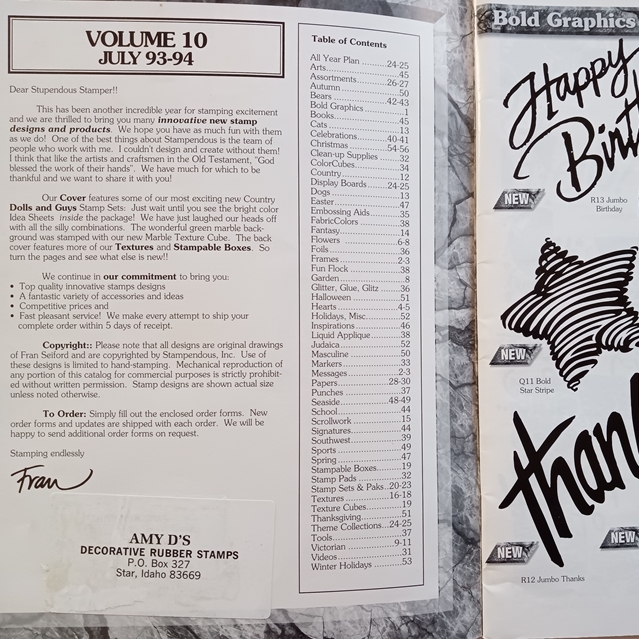 VOLUME 10
JULY 93-94
Dear Stupendous Stamper!!
This has been another incredible year for stamping excitement
and we are thrilled to bring you many innovative new stamp
designs and products. We hope you have as much fun with them
as we do! One of the best things about Stampendous is the team of
people who work with me. I couldn't design and create without them!
I think that like the artists and craftsmen in the Old Testament, "God
blessed the work of their hands". We have much for which to be
thankful and we want to share it with you!
Our Cover features some of our most exciting new Country
Dolls and Guys Stamp Sets: Just wait until you see the bright color
Idea Sheets inside the package! We have just laughed our heads off
with all the silly combinations. The wonderful green marble back-
ground was stamped with our new Marble Texture Cube. The back
cover features more of our Textures and Stampable Boxes. So
turn the pages and see what else is new!!
We continue in our commitment to bring you:
• Top quality innovative stamps designs
• A fantastic variety of accessories and ideas
• Competitive prices and
• Fast pleasant service! We make every attempt to ship your
complete order within 5 days of receipt.
Copyright:: Please note that all designs are original drawings
of Fran Seiford and are copyrighted by Stampendous, Inc. Use of
these designs is limited to hand-stamping. Mechanical reproduction of
any portion of this catalog for commercial purposes is strictly prohibit-
ed without written permission. Stamp designs are shown actual size
unless noted otherwise.
To Order: Simply fill out the enclosed order forms. New
order forms and updates are shipped with each order. We will be
happy to send additional order forms on request.
Stamping endlessly
Fran
AMY D'S
DECORATIVE RUBBER STAMPS
P.O. Box 327
Star, Idaho 83669
Table of Contents
All Year Plan ........24-25
Arts........45
Assortments........26-27
Autumn ........50
Bears ........42-43
Bold Graphics ........1
Books........45
Cats ........13
Celebrations........40-41
Christmas ........54-56
Clean-up Supplies ........32
ColorCubes........34
Country........12
Display Boards ........24-25
Dogs ........13
Easter ........47
Embossing Aids........35
FabricColors ........38
Fantasy........14
Flowers ........6-8
Foils ........36
Frames ........2-3
Fun Flock ........38
Garden ........8
Glitter, Glue, Glitz ........36
Halloween ........51
Hearts ........4-5
Holidays, Misc........52
Inspirations ........46
Liquid Applique........38
Judaica ........52
Masculine ........50
Markers ........33
Messages ........2-3
Papers........28-30
Punches ........37
Seaside........48-49
School........44
Scrollwork ........15
Signatures........44
Southwest........39
Sports ........49
Spring ........47
Stampable Boxes........19
Stamp Pads ........32
Stamp Sets & Paks..20-23
Textures ........16-18
Texture Cubes ........19
Thanksgiving........51
Theme Collections....24-25
Tools........37
Victorian ........9-11
Videos........31
Winter Holidays ........53
Bold Graphics
Happy
Birth
NEW
R13 Jumbo
Birthday
NEW
Q11 Bold
Star Stripe
Than
NEW
NEW
R12 Jumbo Thanks